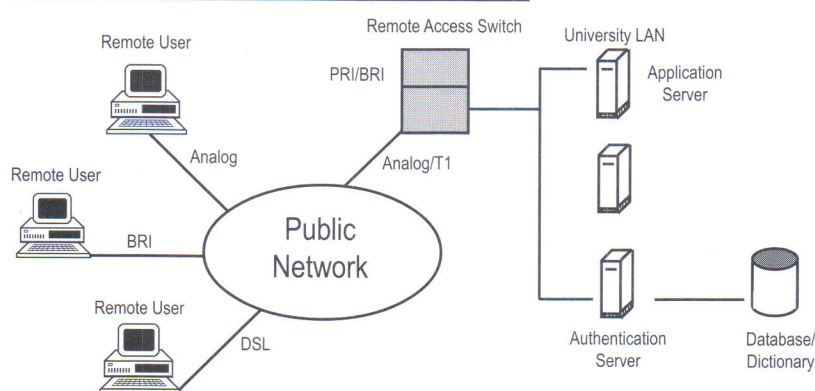 Remote Access Switch
Remote User
University LAN
PRI/BRI
Application
Server
Analog
Analog/T1
Remote User
BRI
Public
Network
Remote User
DSL
Authentication
Server
Database/
Dictionary